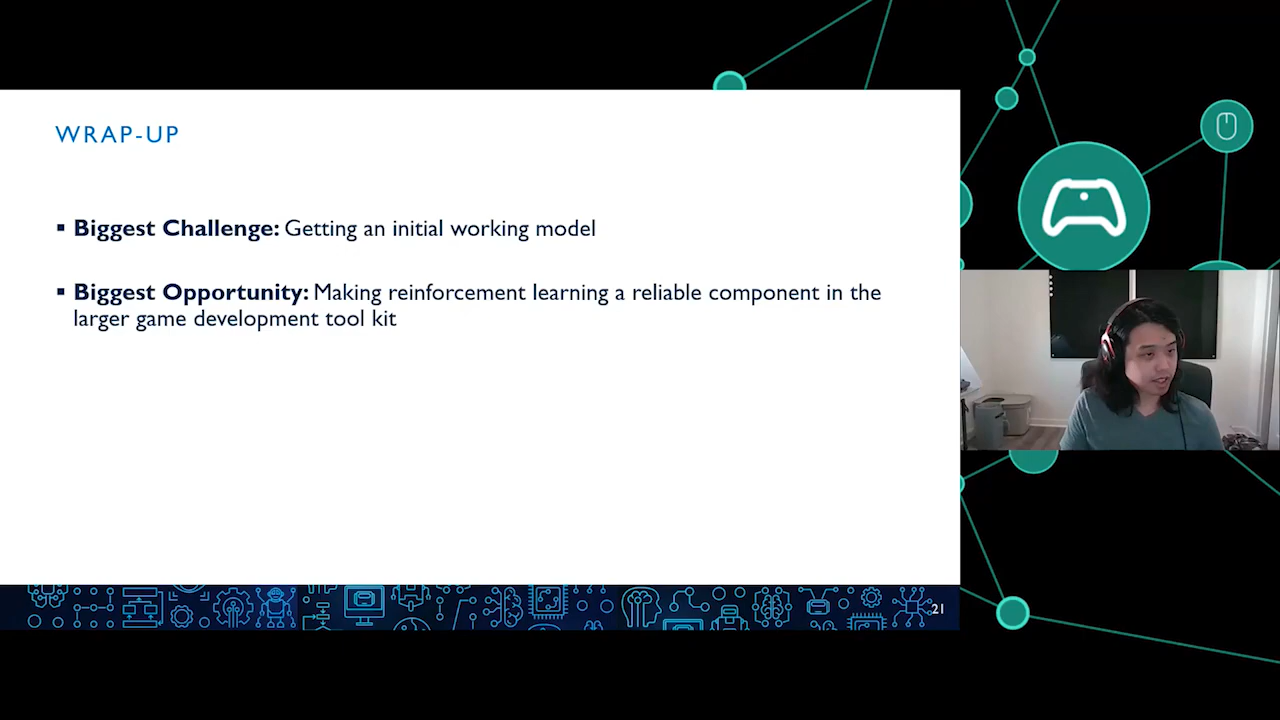 WRAP-UP
▪ Biggest Challenge: Getting an initial working model
▪ Biggest Opportunity: Making reinforcement learning a reliable component in the
larger game development tool kit
21